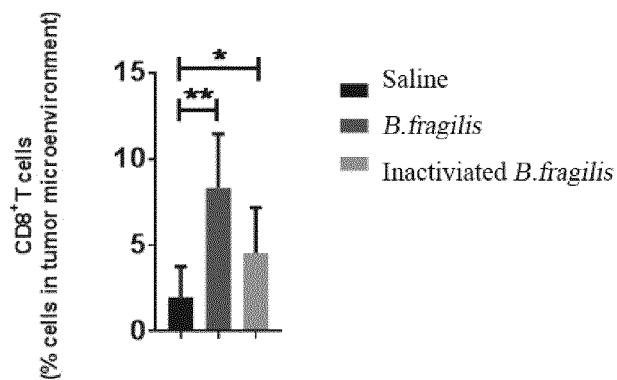 CD8+T cells
(% cells in tumor microenvironment)
15
10
5
0
*
**
Saline
B.fragilis
Inactiviated B.fragilis